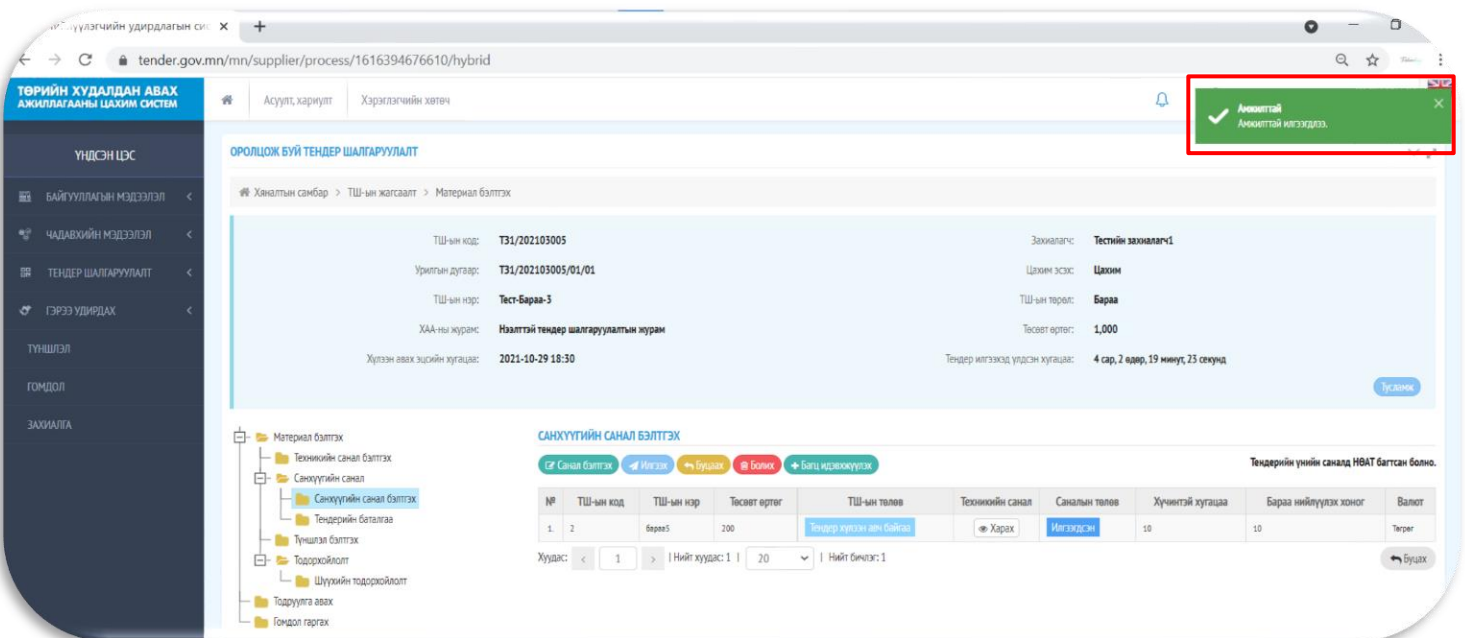 йлүүлэгчийн удирдлагын сис
tender.gov.mn/mn/supplier/process/1616394676610/hybrid
ТӨРИЙН ХУДАЛДАН АВАХ
АЖИЛЛАГААНЫ ЦАХИМ СИСТЕМ
Асуулт, хариулт Хэрэглэгчийн хөтөч
Амжилттай
Амжилттай илгээгдлээ.
ҮНДСЭН ЦЭС
БАЙГУУЛЛАГЫН МЭДЭЭЛЭЛ
ЧАДАВХИЙН МЭДЭЭЛЭЛ
ТЕНДЕР ШАЛГАРУУЛАЛТ
ГЭРЭЭ УДИРДАХ
ТҮНШЛЭЛ
ГОМДОЛ
ЗАХИАЛГА
ОРОЛЦОЖ БУЙ ТЕНДЕР ШАЛГАРУУЛАЛТ
Хяналтын самбар > ТШ-ын жагсаалт > Материал бэлтгэх
ТШ-ын код: ТЗ1/202103005 Захиалагч: Тестийн захиалагч1
Урилгын дугаар: ТЗ1/202103005/01/01 Цахим эсэх: Цахим
ТШ-ын нэр: Тест-Бараа-3 ТШ-ын төрөл: Бараа
ХАА-ны журам: Нээлттэй тендер шалгаруулалтын журам Төсөвт өртөг: 1,000
Хүлээн авах эцсийн хугацаа: 2021-10-29 18:30 Тендер илгээхэд үлдсэн хугацаа: 4 сар, 2 өдөр, 19 минут, 23 секунд
Тусламж
Материал бэлтгэх
Техникийн санал бэлтгэх
Санхүүгийн санал
Санхүүгийн санал бэлтгэх
Тендерийн баталгаа
Түншлэл бэлтгэх
Тодорхойлолт
Шүүхийн тодорхойлолт
Тодруулга авах
Гомдол гаргах
САНХҮҮГИЙН САНАЛ БЭЛТГЭХ
Санал бэлтгэх Илгээх Буцаах Болих Багц идэвхжүүлэх
Тендерийн үнийн саналд НӨАТ багтсан болно.
№ ТШ-ын код ТШ-ын нэр Төсөвт өртөг ТШ-ын төлөв Техникийн санал Саналын төлөв Хүчинтэй хугацаа Бараа нийлүүлэх хоног Валют
1. 2 бараа5 200 Тендер хүлээн авч байгаа Харах Илгээгдсэн 10 10 Төгрөг
Хуудас: 1 | Нийт хуудас: 1 | 20 | Нийт бичлэг: 1
Буцах